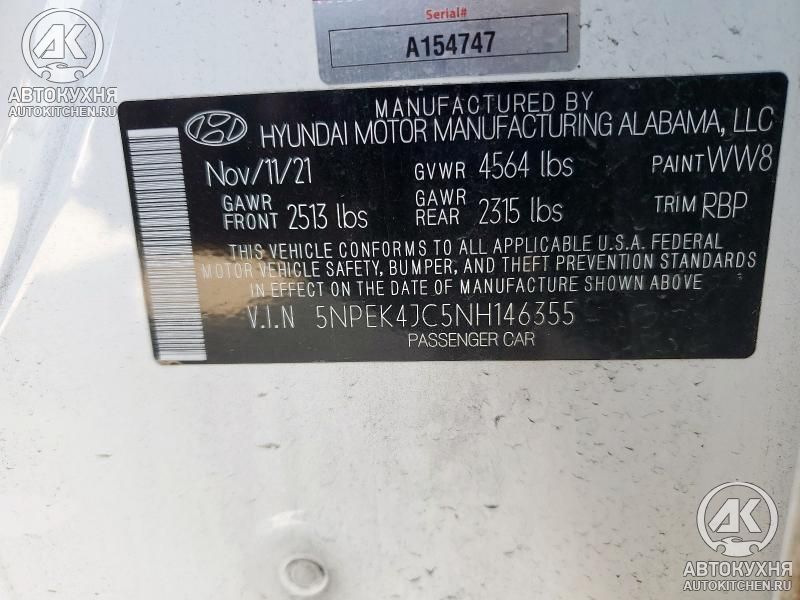 Serial#
A154747
AK
АВТОКУХНЯ
AUTOKITCHEN.RU
MANUFACTURED BY
HYUNDAI MOTOR MANUFACTURING ALABAMA, LLC
Nov/11/21 GVWR 4564 lbs PAINT WW8
GAWR FRONT 2513 lbs GAWR REAR 2315 lbs TRIM RBP
THIS VEHICLE CONFORMS TO ALL APPLICABLE U.S.A. FEDERAL
MOTOR VEHICLE SAFETY, BUMPER, AND THEFT PREVENTION STANDARDS
IN EFFECT ON THE DATE OF MANUFACTURE SHOWN ABOVE
V.I.N 5NPEK4JC5NH146355
PASSENGER CAR
AK
АВТОКУХНЯ
AUTOKITCHEN.RU